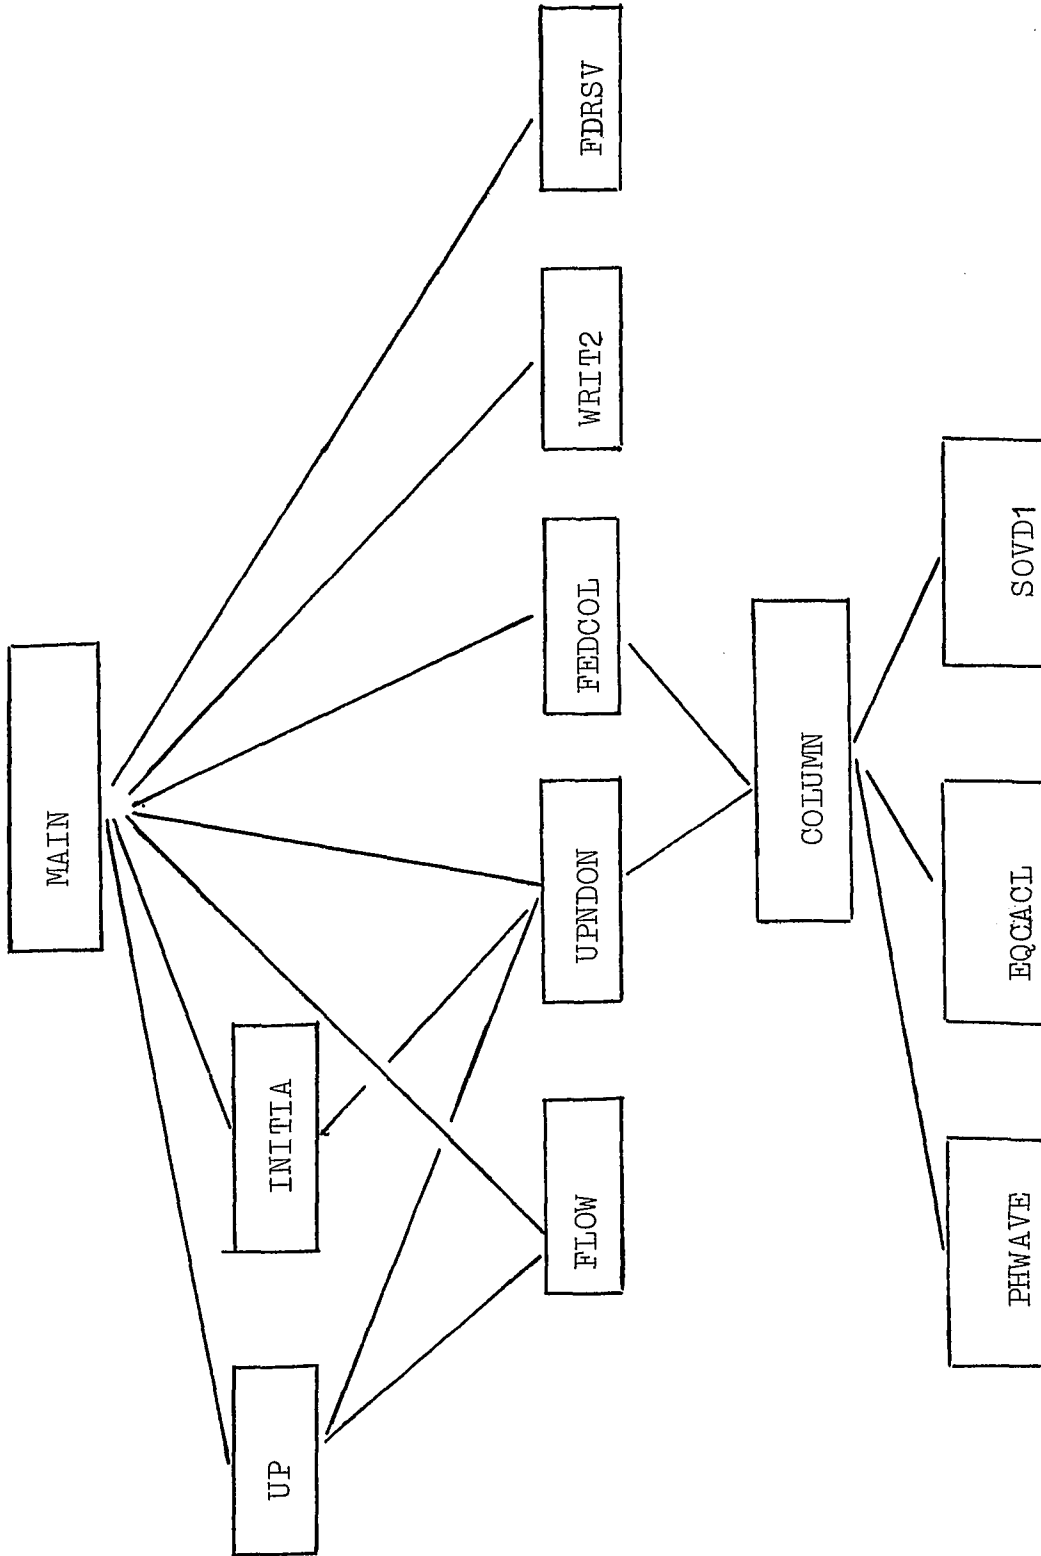 MAIN
UP
INITIA
FLOW
UPNDON
FEDCOL
WRIT2
FDRSV
COLUMN
PHWAVE
EQCACL
SOVD1